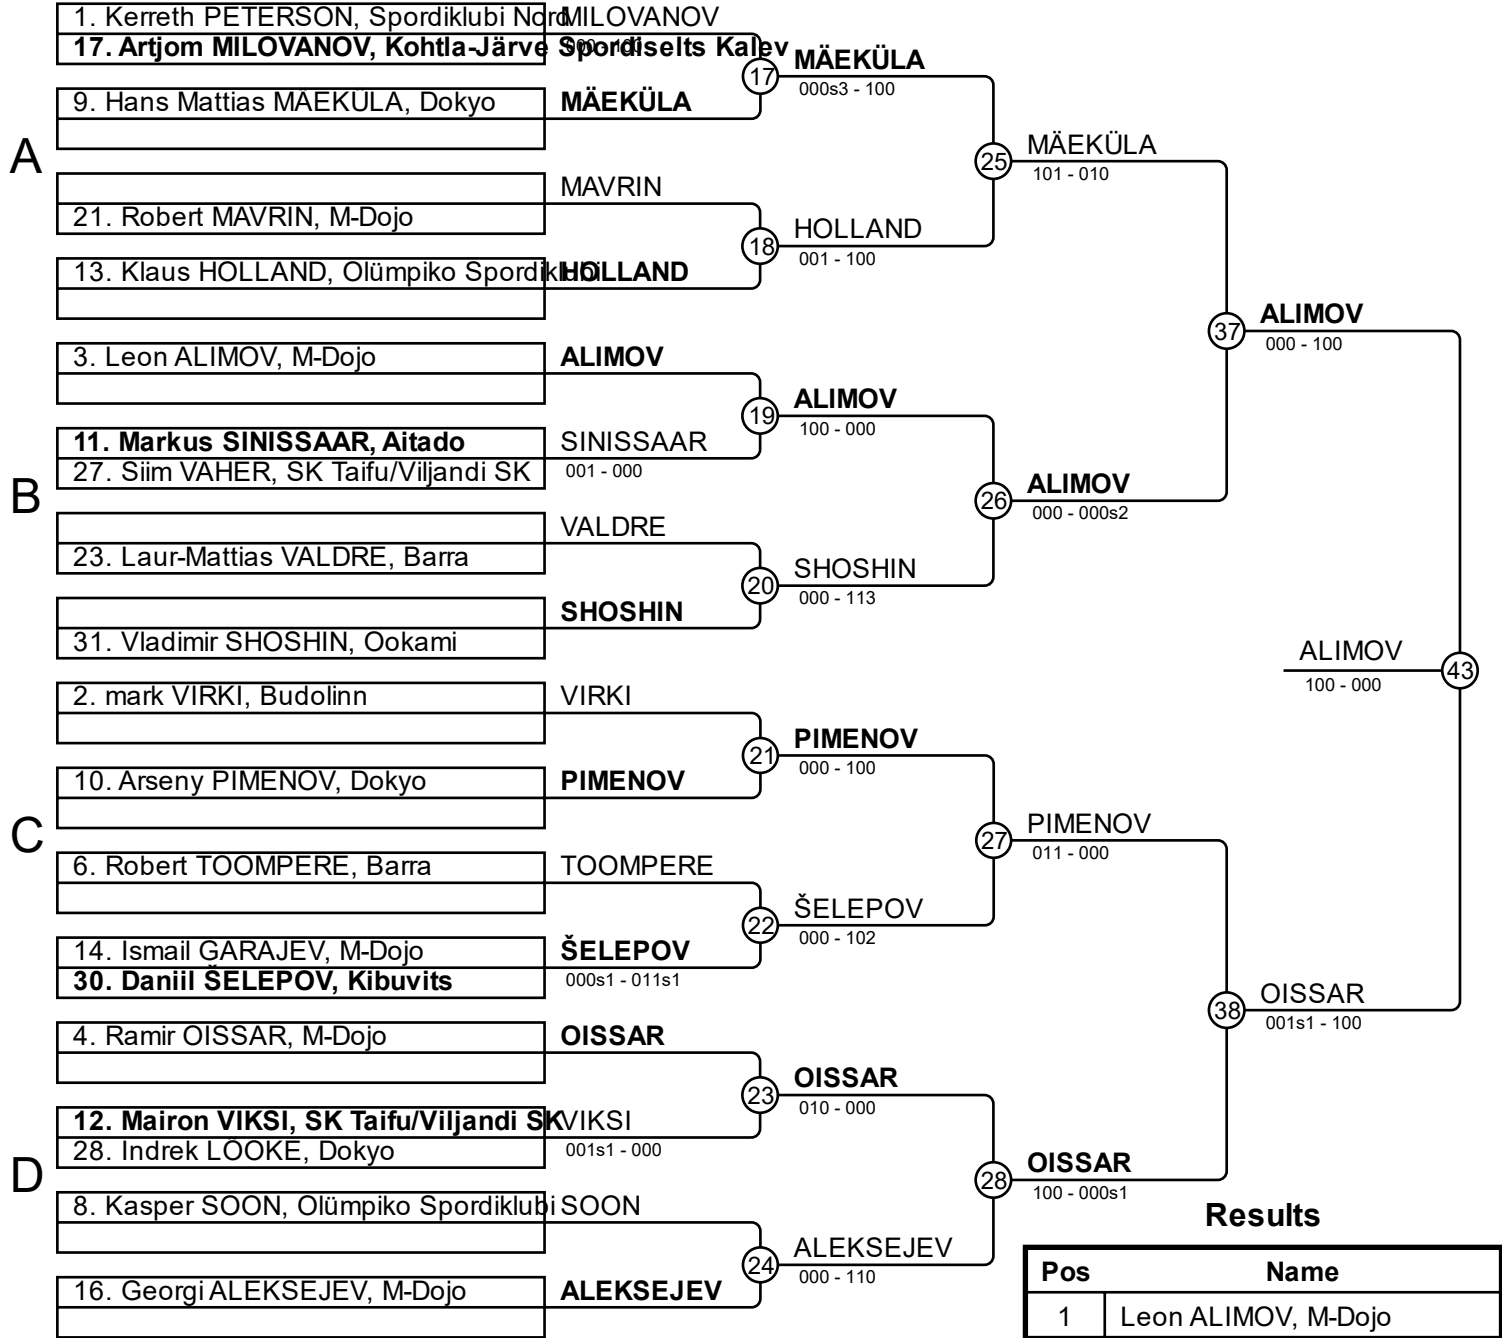 1. Kerreth PETERSON, Spordiklubi Nord
MILOVANOV
17. Artjom MILOVANOV, Kohtla-Järve Spordiselts Kalev
000 - 100
17
MÄEKÜLA
000s3 - 100
9. Hans Mattias MÄEKÜLA, Dokyo
MÄEKÜLA
A
25
MÄEKÜLA
101 - 010
MAVRIN
21. Robert MAVRIN, M-Dojo
18
HOLLAND
001 - 100
13. Klaus HOLLAND, Olümpiko Spordiklubi
HOLLAND
37
ALIMOV
000 - 100
3. Leon ALIMOV, M-Dojo
ALIMOV
19
ALIMOV
100 - 000
11. Markus SINISSAAR, Aitado
SINISSAAR
27. Siim VAHER, SK Taifu/Viljandi SK
001 - 000
B
26
ALIMOV
000 - 000s2
VALDRE
23. Laur-Mattias VALDRE, Barra
20
SHOSHIN
000 - 113
SHOSHIN
31. Vladimir SHOSHIN, Ookami
ALIMOV
43
100 - 000
2. mark VIRKI, Budolinn
VIRKI
21
PIMENOV
000 - 100
10. Arseny PIMENOV, Dokyo
PIMENOV
C
27
PIMENOV
011 - 000
6. Robert TOOMPERE, Barra
TOOMPERE
22
ŠELEPOV
000 - 102
14. Ismail GARAJEV, M-Dojo
ŠELEPOV
30. Daniil ŠELEPOV, Kibuvits
000s1 - 011s1
38
OISSAR
001s1 - 100
4. Ramir OISSAR, M-Dojo
OISSAR
23
OISSAR
010 - 000
12. Mairon VIKSI, SK Taifu/Viljandi SK
VIKSI
28. Indrek LÕOKE, Dokyo
001s1 - 000
D
28
OISSAR
100 - 000s1
8. Kasper SOON, Olümpiko Spordiklubi
SOON
24
ALEKSEJEV
000 - 110
16. Georgi ALEKSEJEV, M-Dojo
ALEKSEJEV
Results
Pos Name
1 Leon ALIMOV, M-Dojo